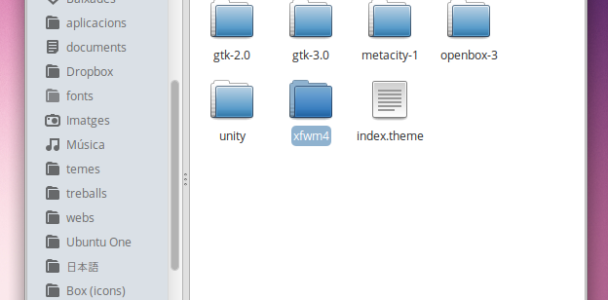 Baixades
aplicacions
documents
Dropbox
fonts
Imatges
Música
temes
treballs
webs
Ubuntu One
日本語
Box (icons)
gtk-2.0
gtk-3.0
metacity-1
openbox-3
unity
xfwm4
index.theme